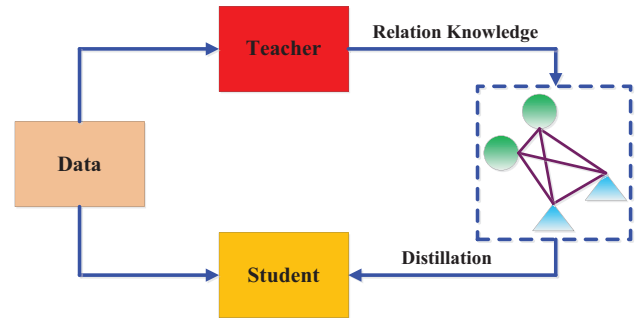 Teacher
Relation Knowledge
Data
Student
Distillation